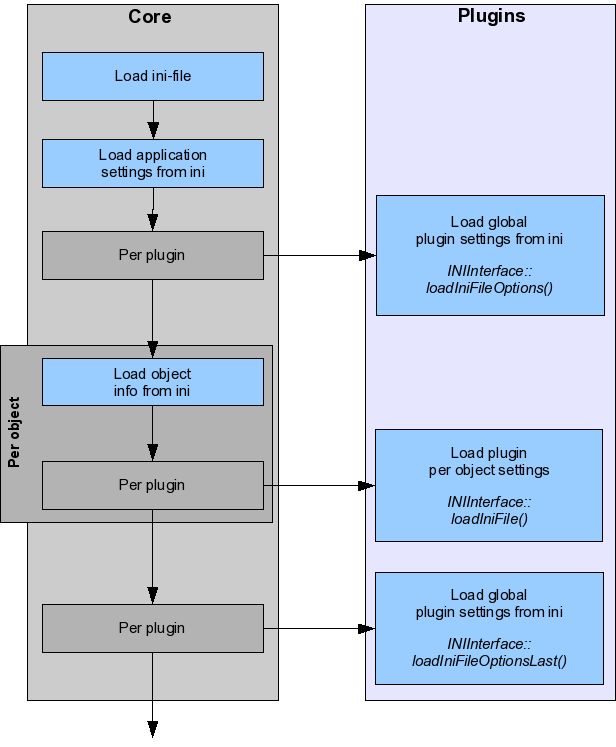 Core
Load ini-file
Load application
settings from ini
Per plugin
Per object
Load object
info from ini
Per plugin
Per plugin
Plugins
Load global
plugin settings from ini
INIInterface::
loadIniFileOptions()
Load plugin
per object settings
INIInterface::
loadIniFile()
Load global
plugin settings from ini
INIInterface::
loadIniFileOptionsLast()